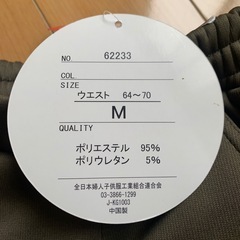 NO 62233
COL.
SIZE
ウエスト 64〜70
M
QUALITY
ポリエステル 95%
ポリウレタン 5%
全日本婦人子供服工業組合連合会
03-3866-1299
J-KG1003
中国製